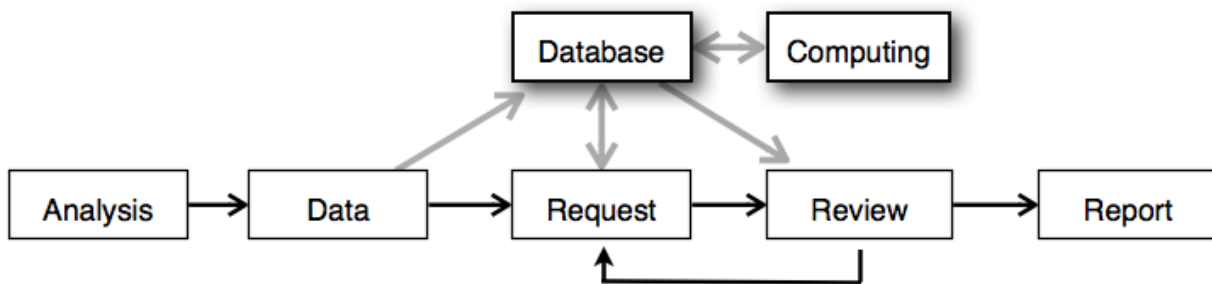 Database
Computing
Analysis
Data
Request
Review
Report